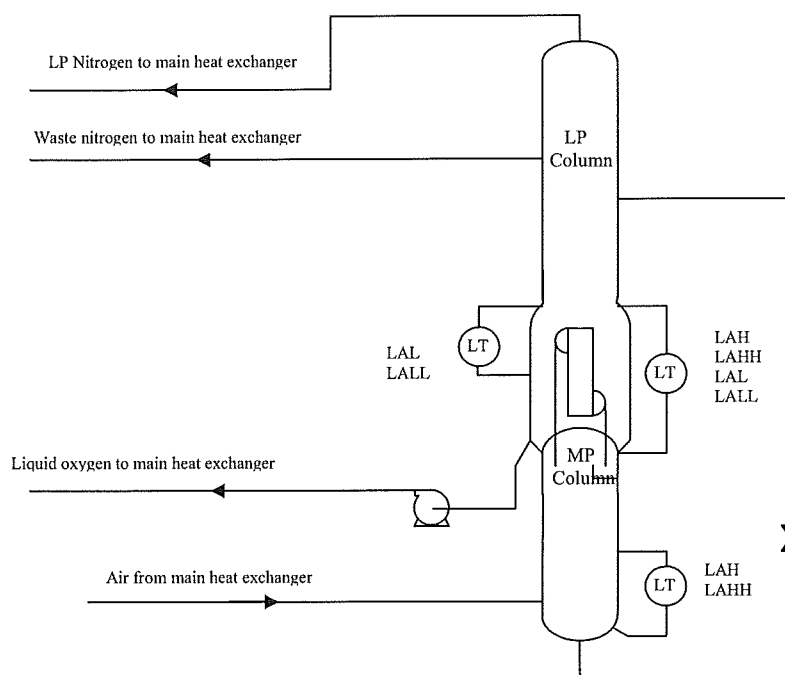 LP Nitrogen to main heat exchanger
Waste nitrogen to main heat exchanger
LP
Column
LT
LAL
LALL
LT
LAH
LAHH
LAL
LALL
Liquid oxygen to main heat exchanger
MP
Column
Air from main heat exchanger
LT
LAH
LAHH